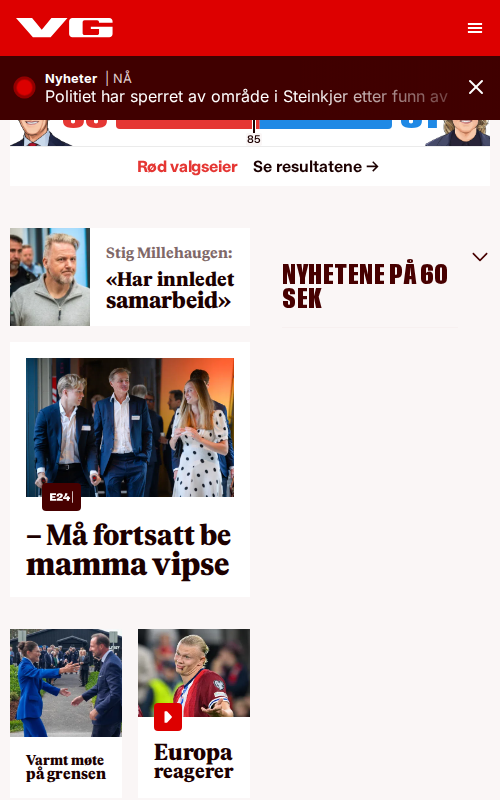 VG
Nyheter | NÅ
Politiet har sperret av område i Steinkjer etter funn av
85
Rød valgseier Se resultatene →
Stig Millehaugen:
«Har innledet
samarbeid»
NYHETENE PÅ 60
SEK
E24
– Må fortsatt be
mamma vipse
Varmt møte
på grensen
Europa
reagerer